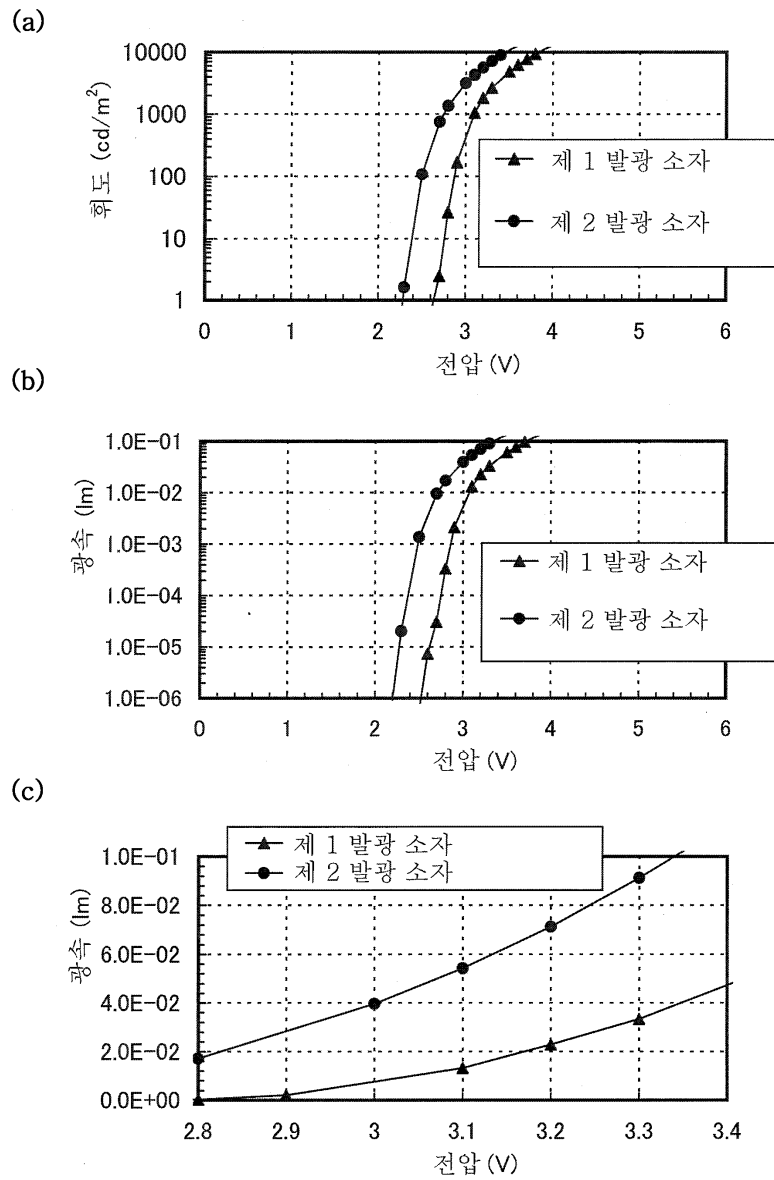 (a)
10000
1000
100
10
1
휘도 (cd/m²)
제 1 발광 소자
제 2 발광 소자
0 1 2 3 4 5 6
전압 (V)
(b)
1.0E-01
1.0E-02
1.0E-03
1.0E-04
1.0E-05
1.0E-06
광속 (lm)
제 1 발광 소자
제 2 발광 소자
0 1 2 3 4 5 6
전압 (V)
(c)
제 1 발광 소자
제 2 발광 소자
1.0E-01
8.0E-02
6.0E-02
4.0E-02
2.0E-02
0.0E+00
광속 (lm)
2.8 2.9 3 3.1 3.2 3.3 3.4
전압 (V)